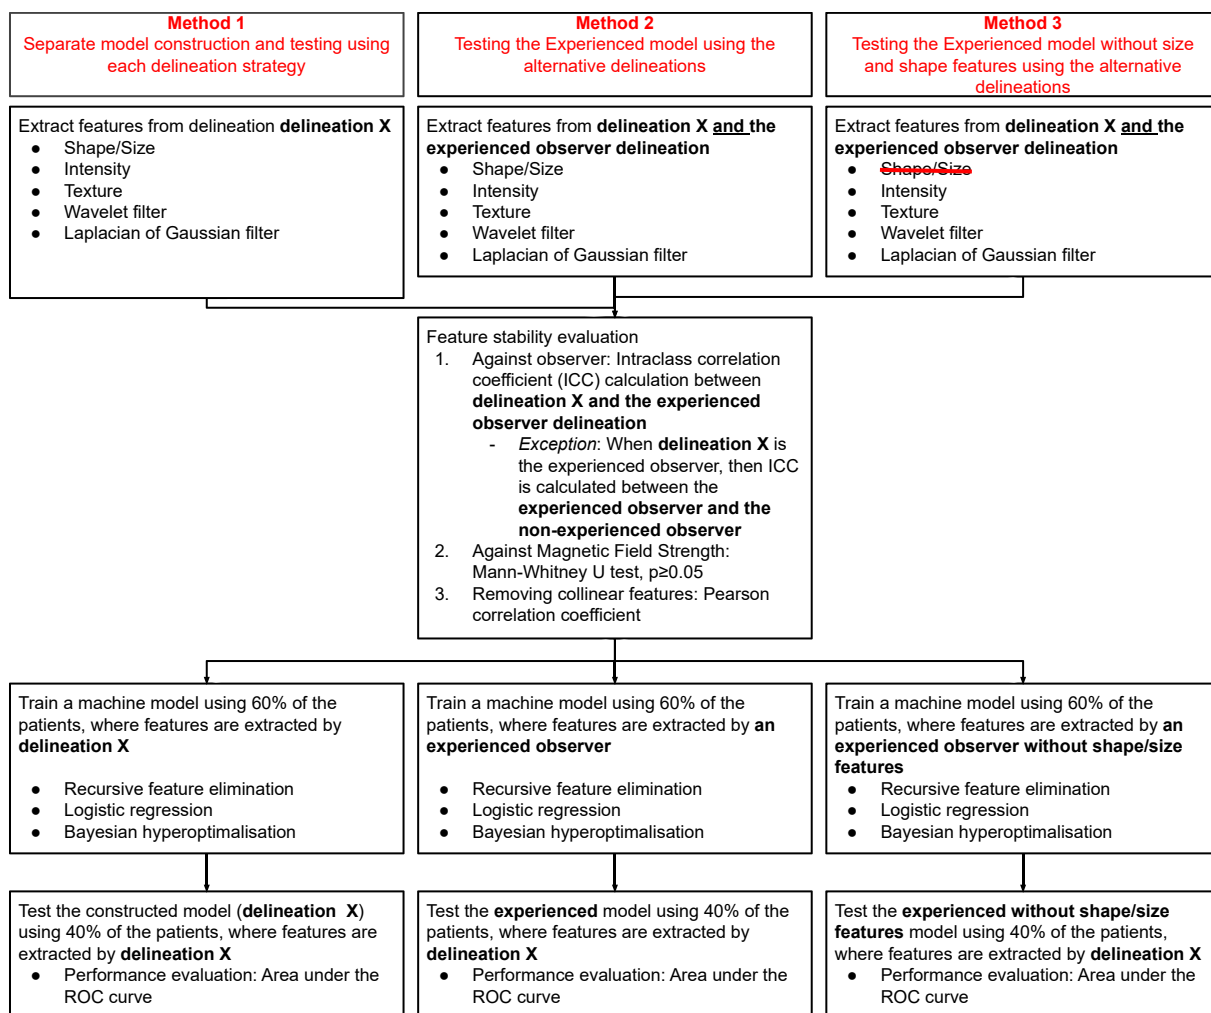 Method 1
Separate model construction and testing using
each delineation strategy
Method 2
Testing the Experienced model using the
alternative delineations
Method 3
Testing the Experienced model without size
and shape features using the alternative
delineations
Extract features from delineation delineation X
● Shape/Size
● Intensity
● Texture
● Wavelet filter
● Laplacian of Gaussian filter
Extract features from delineation X and the
experienced observer delineation
● Shape/Size
● Intensity
● Texture
● Wavelet filter
● Laplacian of Gaussian filter
Extract features from delineation X and the
experienced observer delineation
● Shape/Size
● Intensity
● Texture
● Wavelet filter
● Laplacian of Gaussian filter
Feature stability evaluation
1. Against observer: Intraclass correlation
coefficient (ICC) calculation between
delineation X and the experienced
observer delineation
- Exception: When delineation X is
the experienced observer, then ICC
is calculated between the
experienced observer and the
non-experienced observer
2. Against Magnetic Field Strength:
Mann-Whitney U test, p≥0.05
3. Removing collinear features: Pearson
correlation coefficient
Train a machine model using 60% of the
patients, where features are extracted by
delineation X
● Recursive feature elimination
● Logistic regression
● Bayesian hyperoptimalisation
Train a machine model using 60% of the
patients, where features are extracted by an
experienced observer
● Recursive feature elimination
● Logistic regression
● Bayesian hyperoptimalisation
Train a machine model using 60% of the
patients, where features are extracted by an
experienced observer without shape/size
features
● Recursive feature elimination
● Logistic regression
● Bayesian hyperoptimalisation
Test the constructed model (delineation X)
using 40% of the patients, where features are
extracted by delineation X
● Performance evaluation: Area under the
ROC curve
Test the experienced model using 40% of the
patients, where features are extracted by
delineation X
● Performance evaluation: Area under the
ROC curve
Test the experienced without shape/size
features model using 40% of the patients,
where features are extracted by delineation X
● Performance evaluation: Area under the
ROC curve